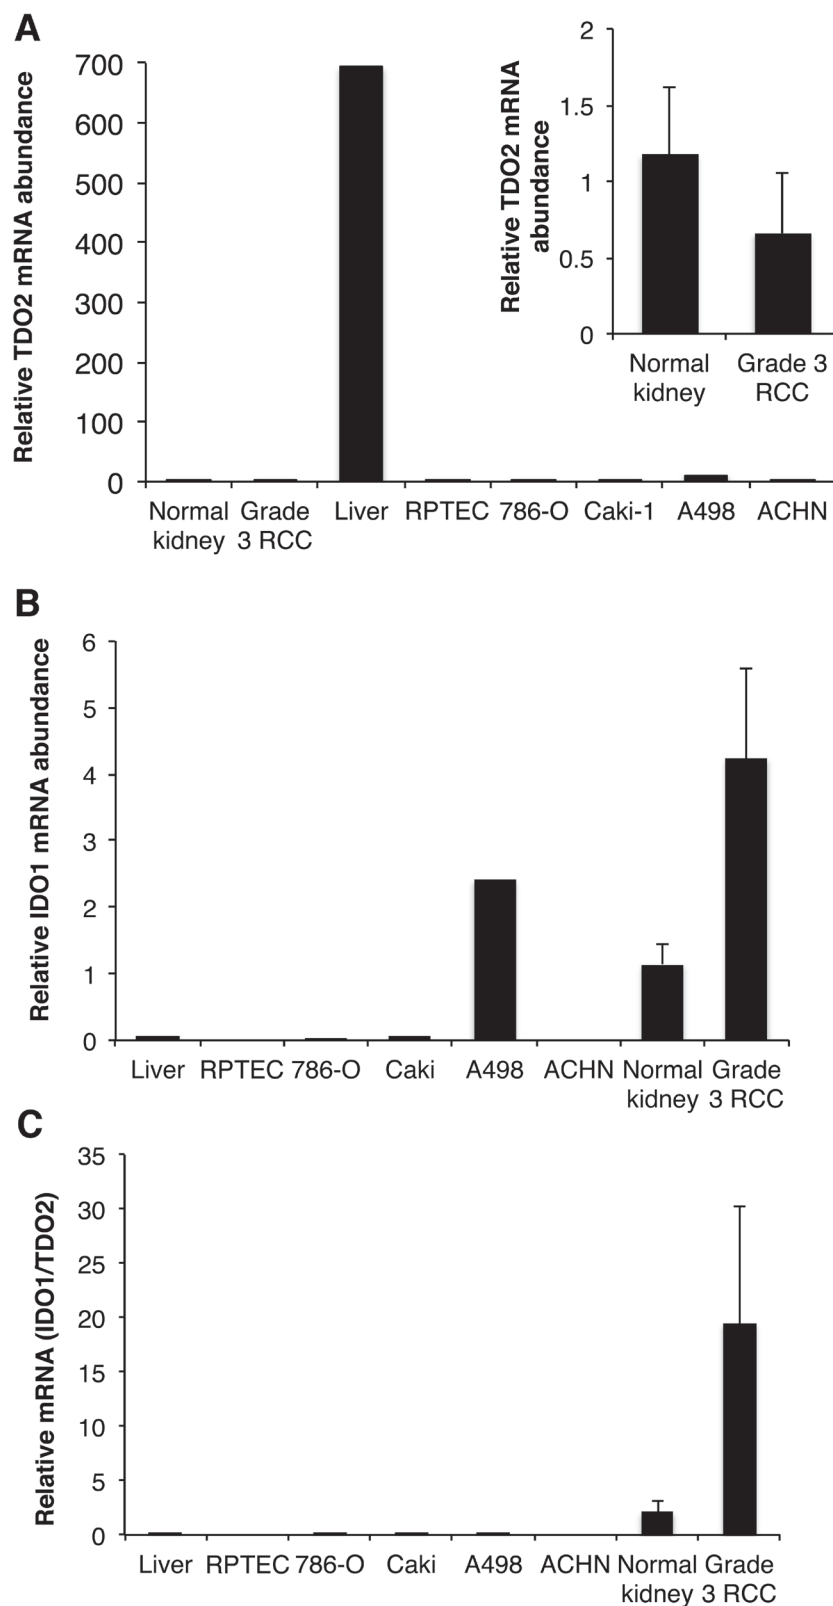 A
Relative TDO2 mRNA abundance
700
600
500
400
300
200
100
0
Normal Grade Liver RPTEC 786-O Caki-1 A498 ACHN
kidney 3 RCC
Relative TDO2 mRNA
abundance
2
1.5
1
0.5
0
Normal Grade 3
kidney RCC
B
Relative IDO1 mRNA abundance
6
5
4
3
2
1
0
Liver RPTEC 786-O Caki A498 ACHN Normal Grade
kidney 3 RCC
C
Relative mRNA (IDO1/TDO2)
35
30
25
20
15
10
5
0
Liver RPTEC 786-O Caki A498 ACHN Normal Grade
kidney 3 RCC